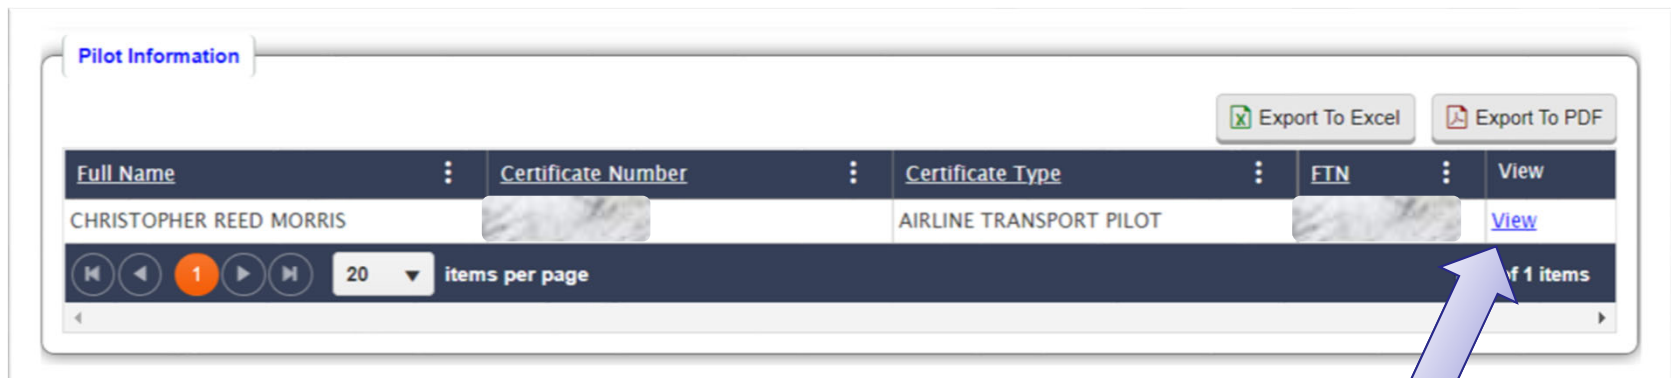 Pilot Information
Export To Excel Export To PDF
Full Name Certificate Number Certificate Type FTN View
CHRISTOPHER REED MORRIS AIRLINE TRANSPORT PILOT View
1 20 items per page of 1 items